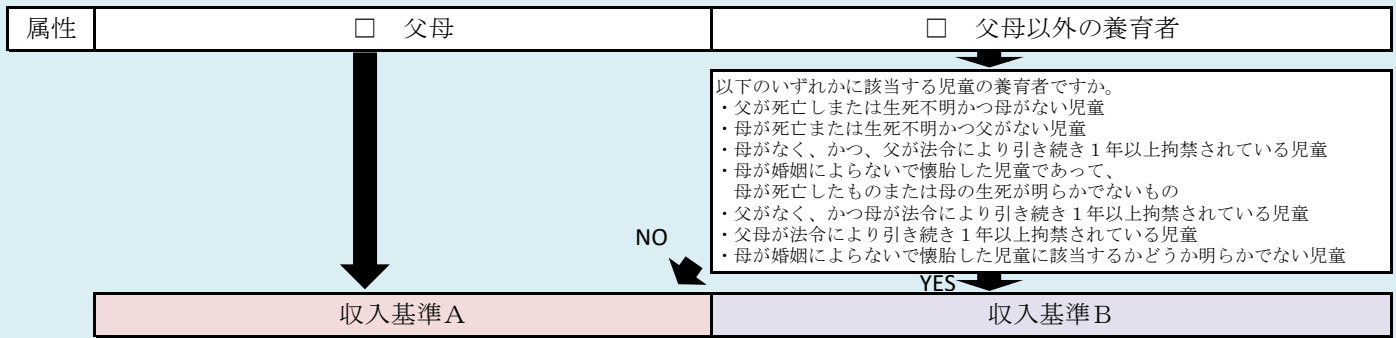 属性
□ 父母
□ 父母以外の養育者
以下のいずれかに該当する児童の養育者ですか。
・父が死亡しまたは生死不明かつ母がない児童
・母が死亡または生死不明かつ父がない児童
・母がなく、かつ、父が法令により引き続き１年以上拘禁されている児童
・母が婚姻によらないで懐胎した児童であって、
母が死亡したものまたは母の生死が明らかでないもの
・父がなく、かつ母が法令により引き続き１年以上拘禁されている児童
・父母が法令により引き続き１年以上拘禁されている児童
・母が婚姻によらないで懐胎した児童に該当するかどうか明らかでない児童
NO
YES
収入基準Ａ
収入基準Ｂ